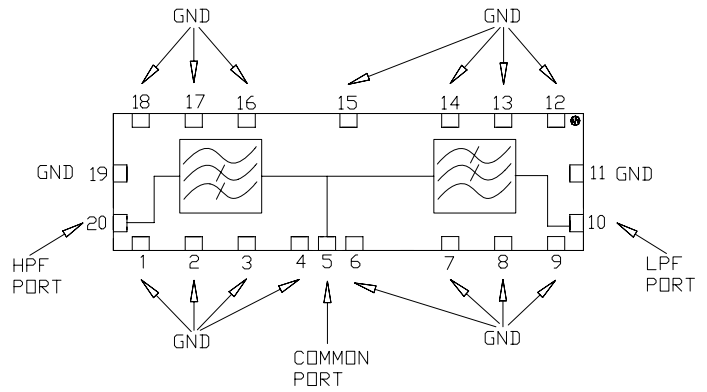 GND GND
18 17 16 15 14 13 12
GND 19 11 GND
20 10
HPF
PORT
1 2 3 4 5 6 7 8 9
LPF
PORT
GND GND
COMMON
PORT